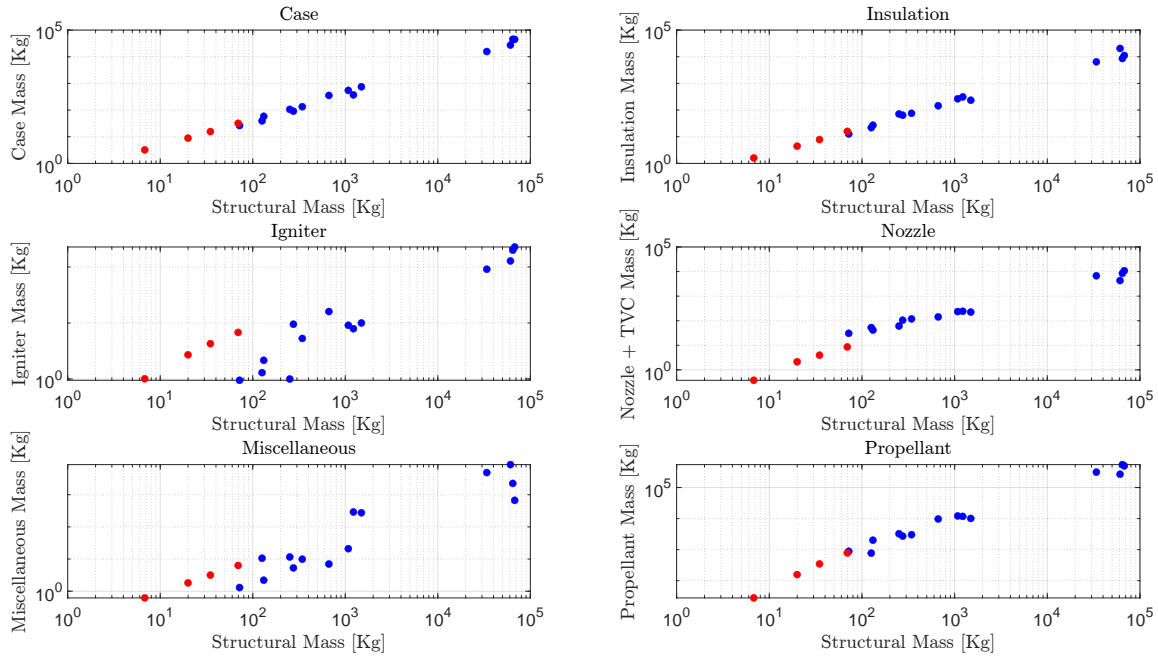 Case
Case Mass [Kg]
10^5
10^0
10^0 10^1 10^2 10^3 10^4 10^5
Structural Mass [Kg]
Insulation
Insulation Mass [Kg]
10^5
10^0
10^0 10^1 10^2 10^3 10^4 10^5
Structural Mass [Kg]
Igniter
Igniter Mass [Kg]
10^0
10^0 10^1 10^2 10^3 10^4 10^5
Structural Mass [Kg]
Nozzle
Nozzle + TVC Mass [Kg]
10^5
10^0
10^0 10^1 10^2 10^3 10^4 10^5
Structural Mass [Kg]
Miscellaneous
Miscellaneous Mass [Kg]
10^0
10^0 10^1 10^2 10^3 10^4 10^5
Structural Mass [Kg]
Propellant
Propellant Mass [Kg]
10^5
10^0 10^1 10^2 10^3 10^4 10^5
Structural Mass [Kg]